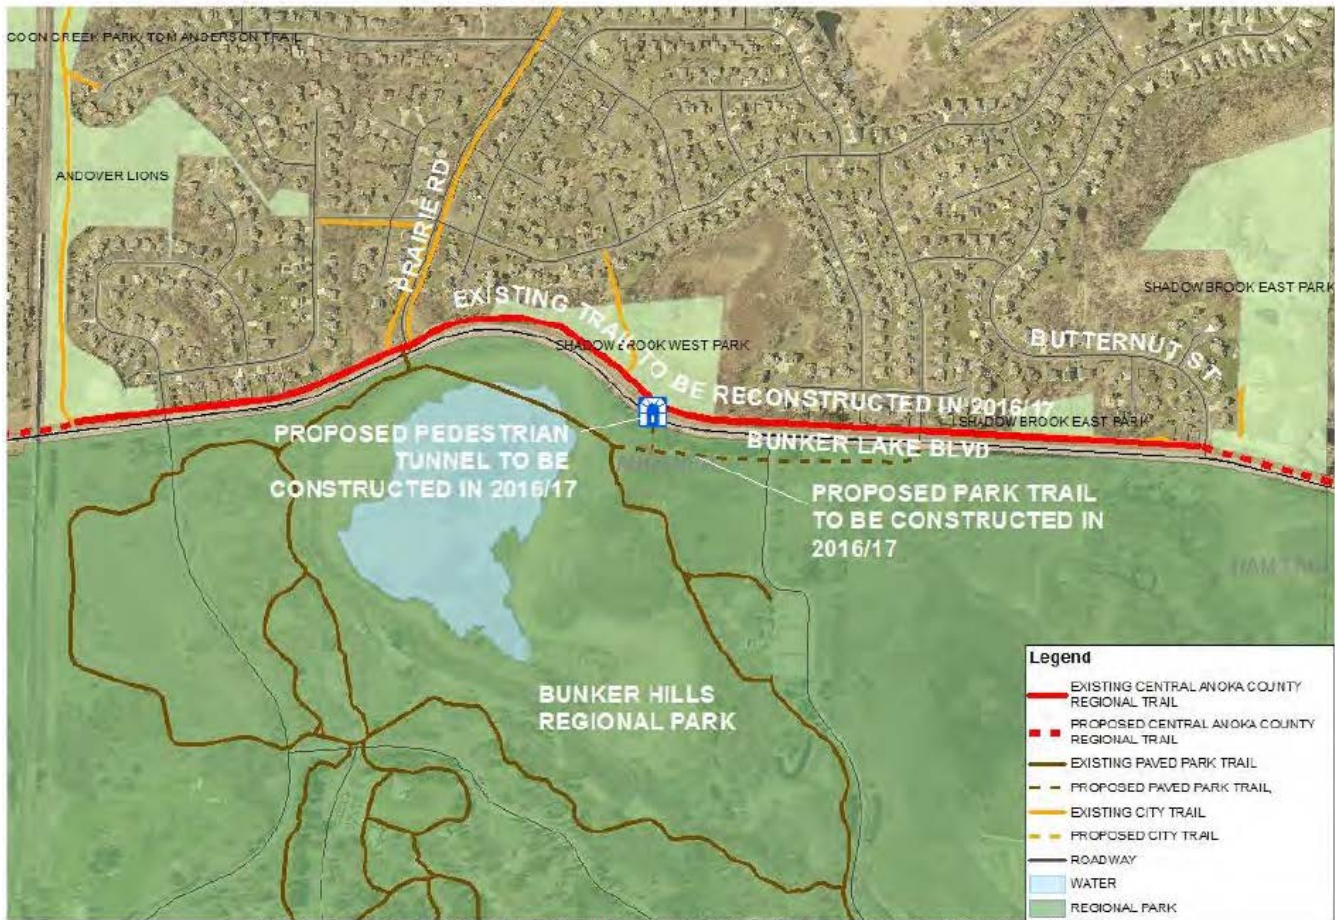 COON CREEK PARK/TOM ANDERSON TRAIL
ANDOVER LIONS
PRAIRIE RD
EXISTING TRAIL TO BE RECONSTRUCTED IN 2016/17
SHADOWBROOK WEST PARK
SHADOWBROOK EAST PARK
BUTTERNUT ST
SHADOWBROOK EAST PARK
BUNKER LAKE BLVD
PROPOSED PEDESTRIAN
TUNNEL TO BE
CONSTRUCTED IN 2016/17
PROPOSED PARK TRAIL
TO BE CONSTRUCTED IN
2016/17
BUNKER HILLS
REGIONAL PARK
Legend
EXISTING CENTRAL ANOKA COUNTY
REGIONAL TRAIL
PROPOSED CENTRAL ANOKA COUNTY
REGIONAL TRAIL
EXISTING PAVED PARK TRAIL
PROPOSED PAVED PARK TRAIL,
EXISTING CITY TRAIL
PROPOSED CITY TRAIL
ROADWAY
WATER
REGIONAL PARK